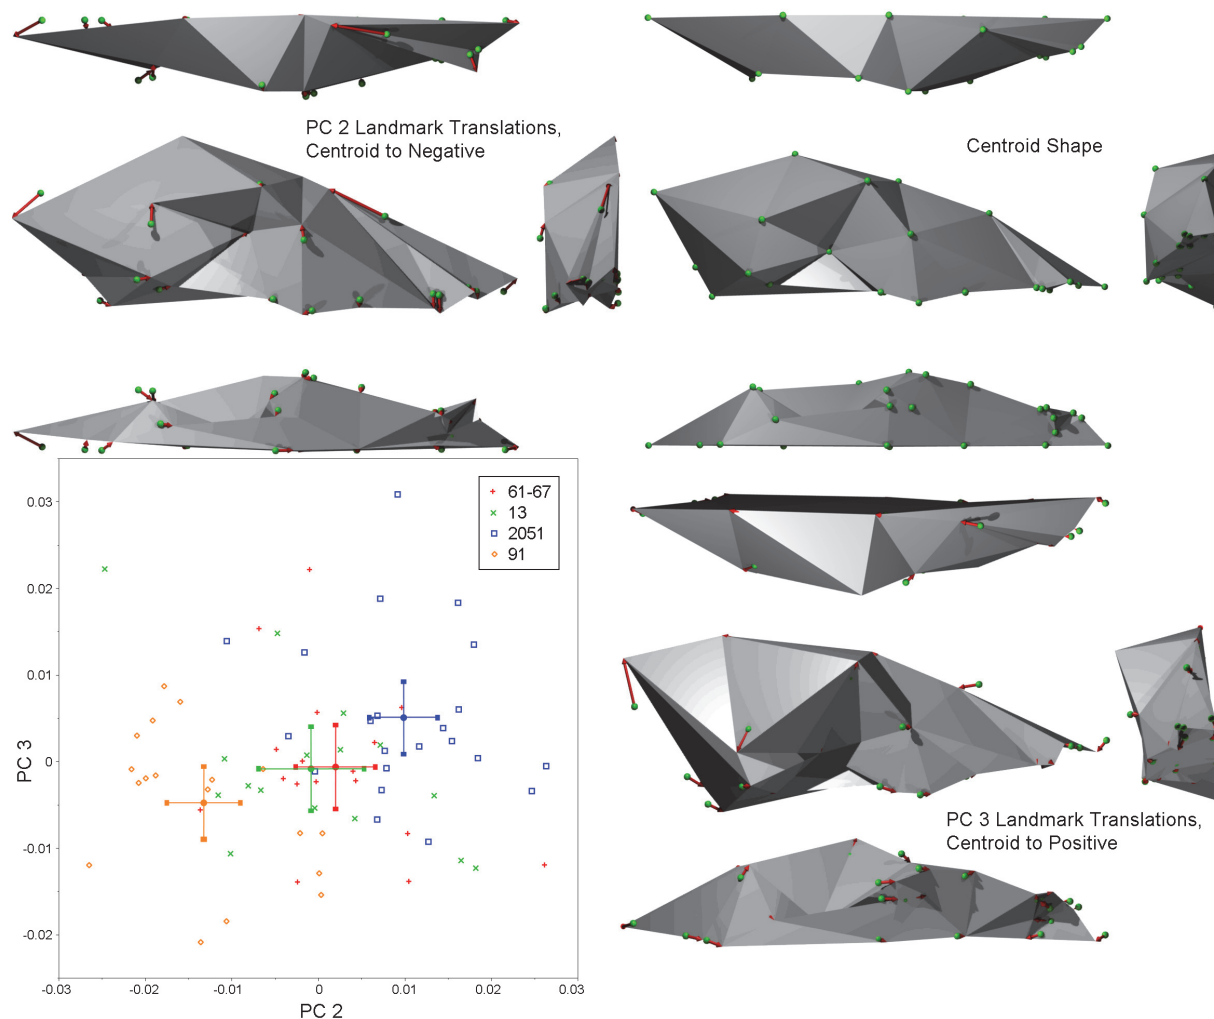 PC 2 Landmark Translations,
Centroid to Negative
Centroid Shape
61-67
13
2051
91
0.03
0.02
0.01
0
-0.01
-0.02
PC 3
-0.03
-0.02
-0.01
0
0.01
0.02
0.03
PC 2
PC 3 Landmark Translations,
Centroid to Positive